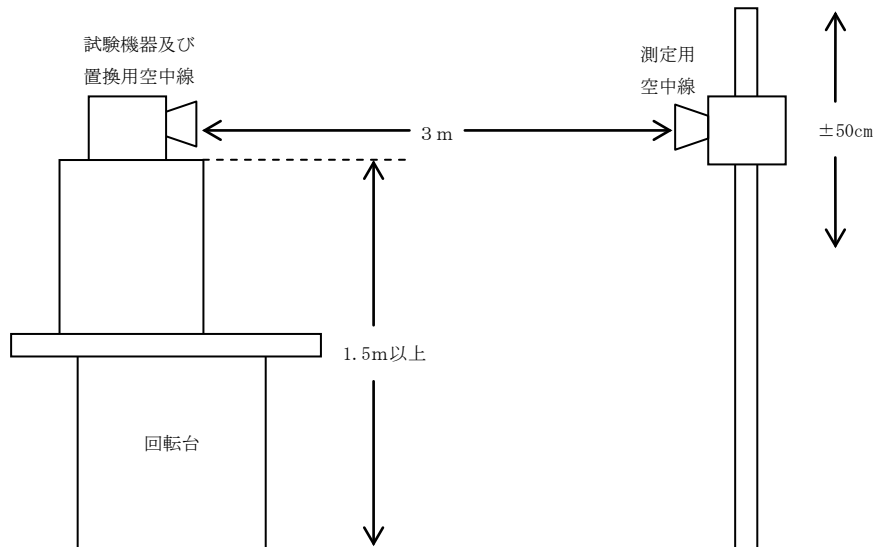 試験機器及び
置換用空中線
測定用
空中線
3m
±50cm
1.5m以上
回転台